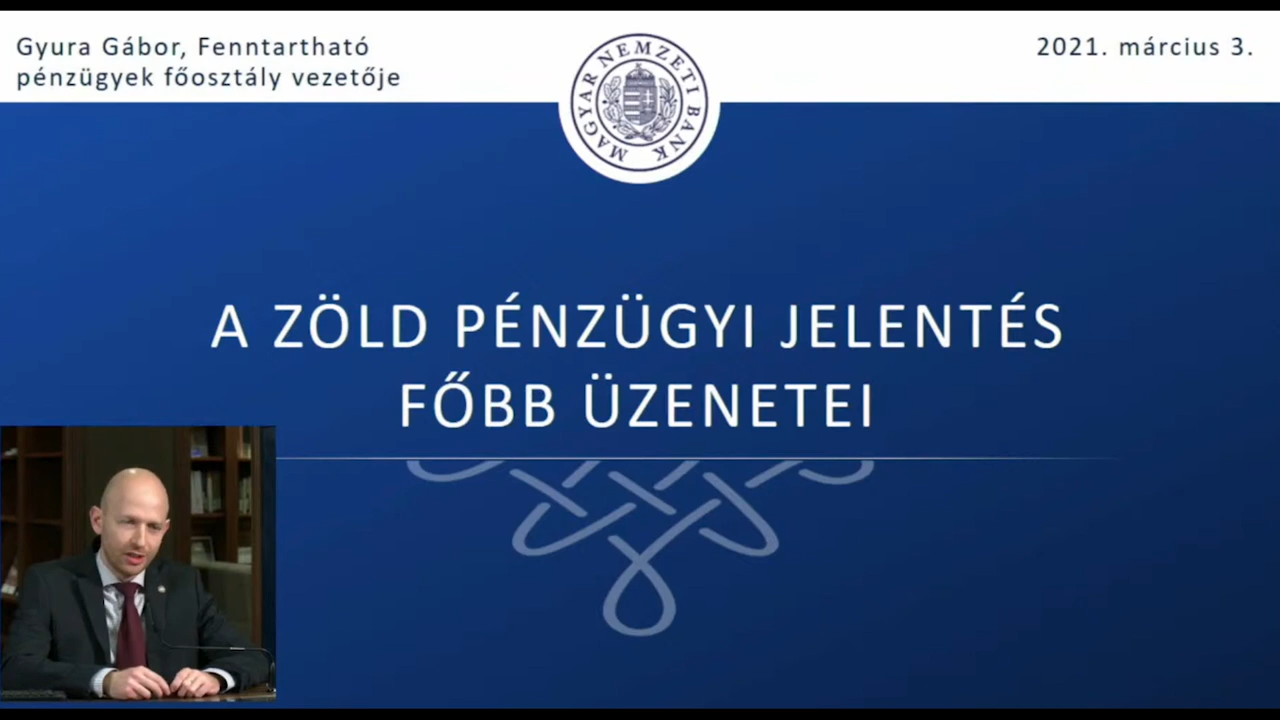 Gyura Gábor, Fenntartható
pénzügyek főosztály vezetője
2021. március 3.
MAGYAR NEMZETI BANK
A ZÖLD PÉNZÜGYI JELENTÉS
FŐBB ÜZENETEI